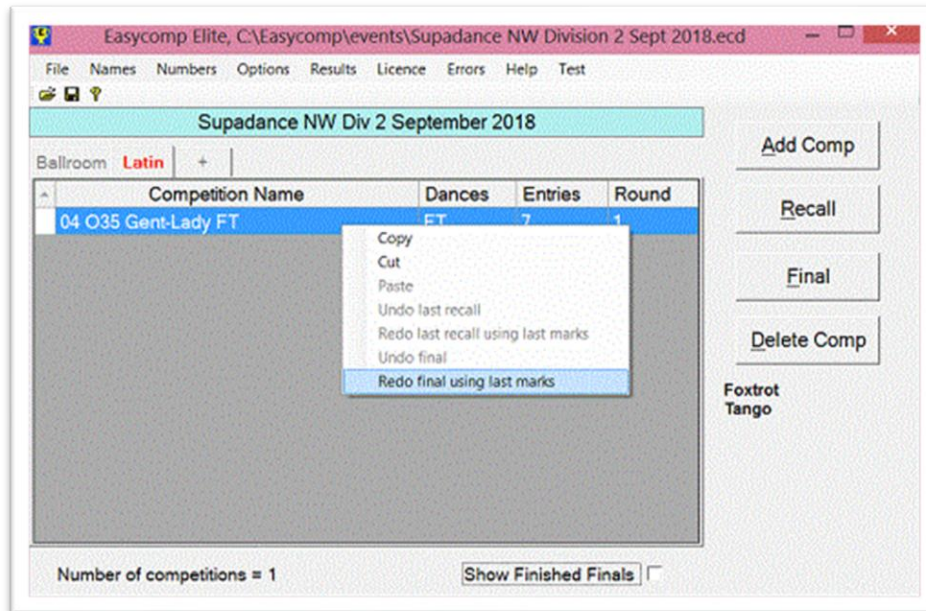 Easycomp Elite, C:\Easycomp\events\Supadance NW Division 2 Sept 2018.ecd
File Names Numbers Options Results Licence Errors Help Test
Supadance NW Div 2 September 2018
Ballroom Latin +
Competition Name Dances Entries Round
04 O35 Gent-Lady FT FT 7 1
Copy
Cut
Paste
Undo last recall
Redo last recall using last marks
Undo final
Redo final using last marks
Add Comp
Recall
Final
Delete Comp
Foxtrot
Tango
Number of competitions = 1
Show Finished Finals